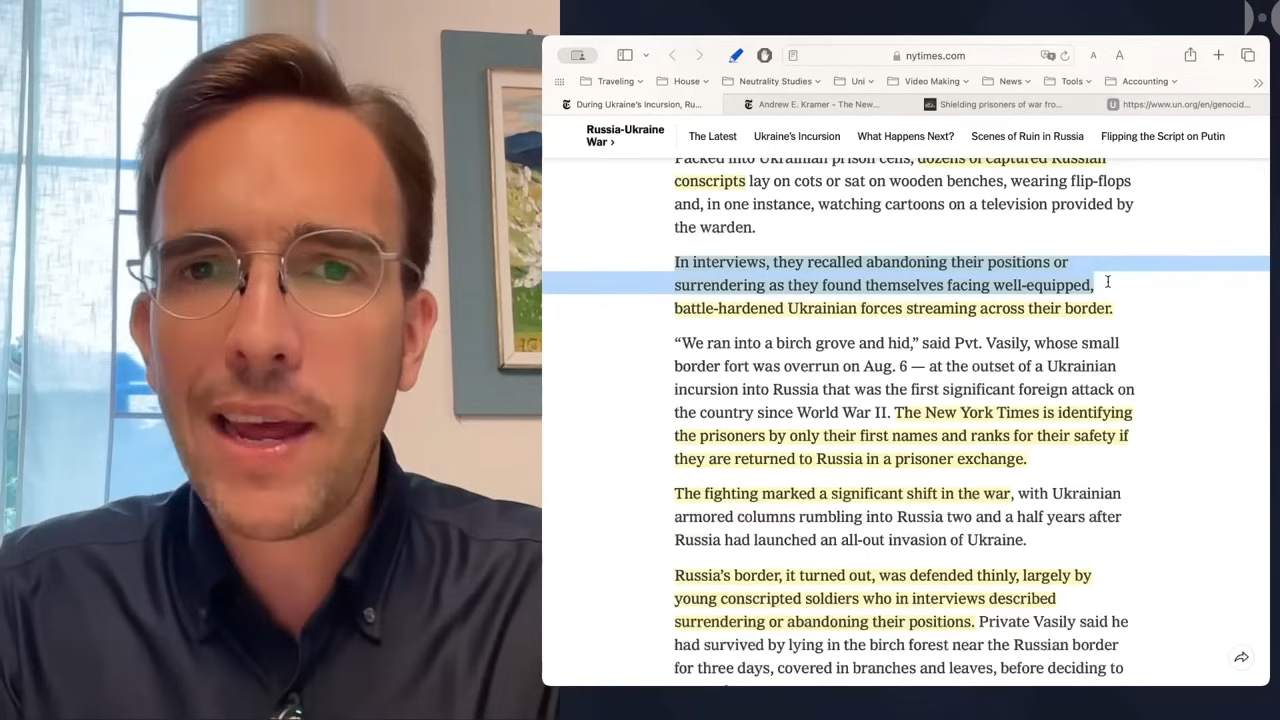 nytimes.com
A
A
Traveling
House
Neutrality Studies
Uni
Video Making
News
Tools
Accounting
During Ukraine's Incursion, Ru...
Andrew E. Kramer - The New...
Shielding prisoners of war fro...
U
https://www.un.org/en/genocid...
Russia-Ukraine
War ›
The Latest
Ukraine's Incursion
What Happens Next?
Scenes of Ruin in Russia
Flipping the Script on Putin
Packed into Ukrainian prison cells, dozens of captured Russian
conscripts lay on cots or sat on wooden benches, wearing flip-flops
and, in one instance, watching cartoons on a television provided by
the warden.
In interviews, they recalled abandoning their positions or
surrendering as they found themselves facing well-equipped,
battle-hardened Ukrainian forces streaming across their border.
“We ran into a birch grove and hid,” said Pvt. Vasily, whose small
border fort was overrun on Aug. 6 — at the outset of a Ukrainian
incursion into Russia that was the first significant foreign attack on
the country since World War II. The New York Times is identifying
the prisoners by only their first names and ranks for their safety if
they are returned to Russia in a prisoner exchange.
The fighting marked a significant shift in the war, with Ukrainian
armored columns rumbling into Russia two and a half years after
Russia had launched an all-out invasion of Ukraine.
Russia's border, it turned out, was defended thinly, largely by
young conscripted soldiers who in interviews described
surrendering or abandoning their positions. Private Vasily said he
had survived by lying in the birch forest near the Russian border
for three days, covered in branches and leaves, before deciding to